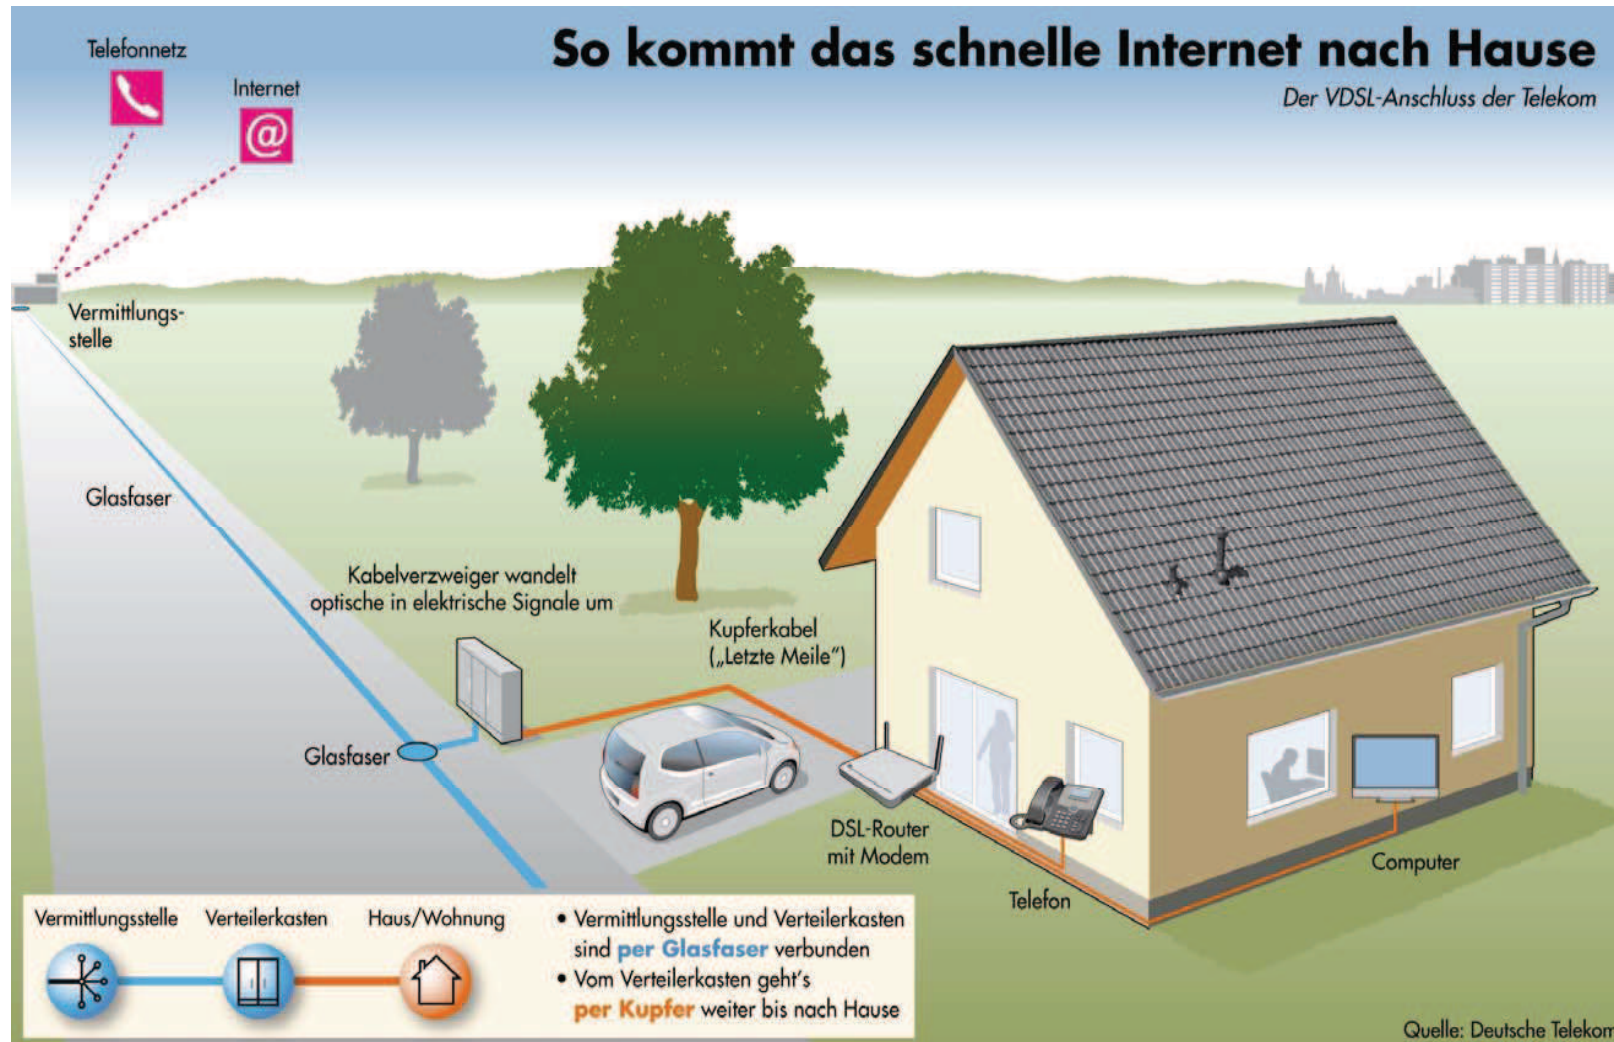 So kommt das schnelle Internet nach Hause
Der VDSL-Anschluss der Telekom
Telefonnetz
Internet
@
Vermittlungs-
stelle
Glasfaser
Kabelverzweiger wandelt
optische in elektrische Signale um
Kupferkabel
(„Letzte Meile“)
Glasfaser
DSL-Router
mit Modem
Telefon
Computer
Vermittlungsstelle
Verteilerkasten
Haus/Wohnung
• Vermittlungsstelle und Verteilerkasten
sind per Glasfaser verbunden
• Vom Verteilerkasten geht's
per Kupfer weiter bis nach Hause
Quelle: Deutsche Telekom